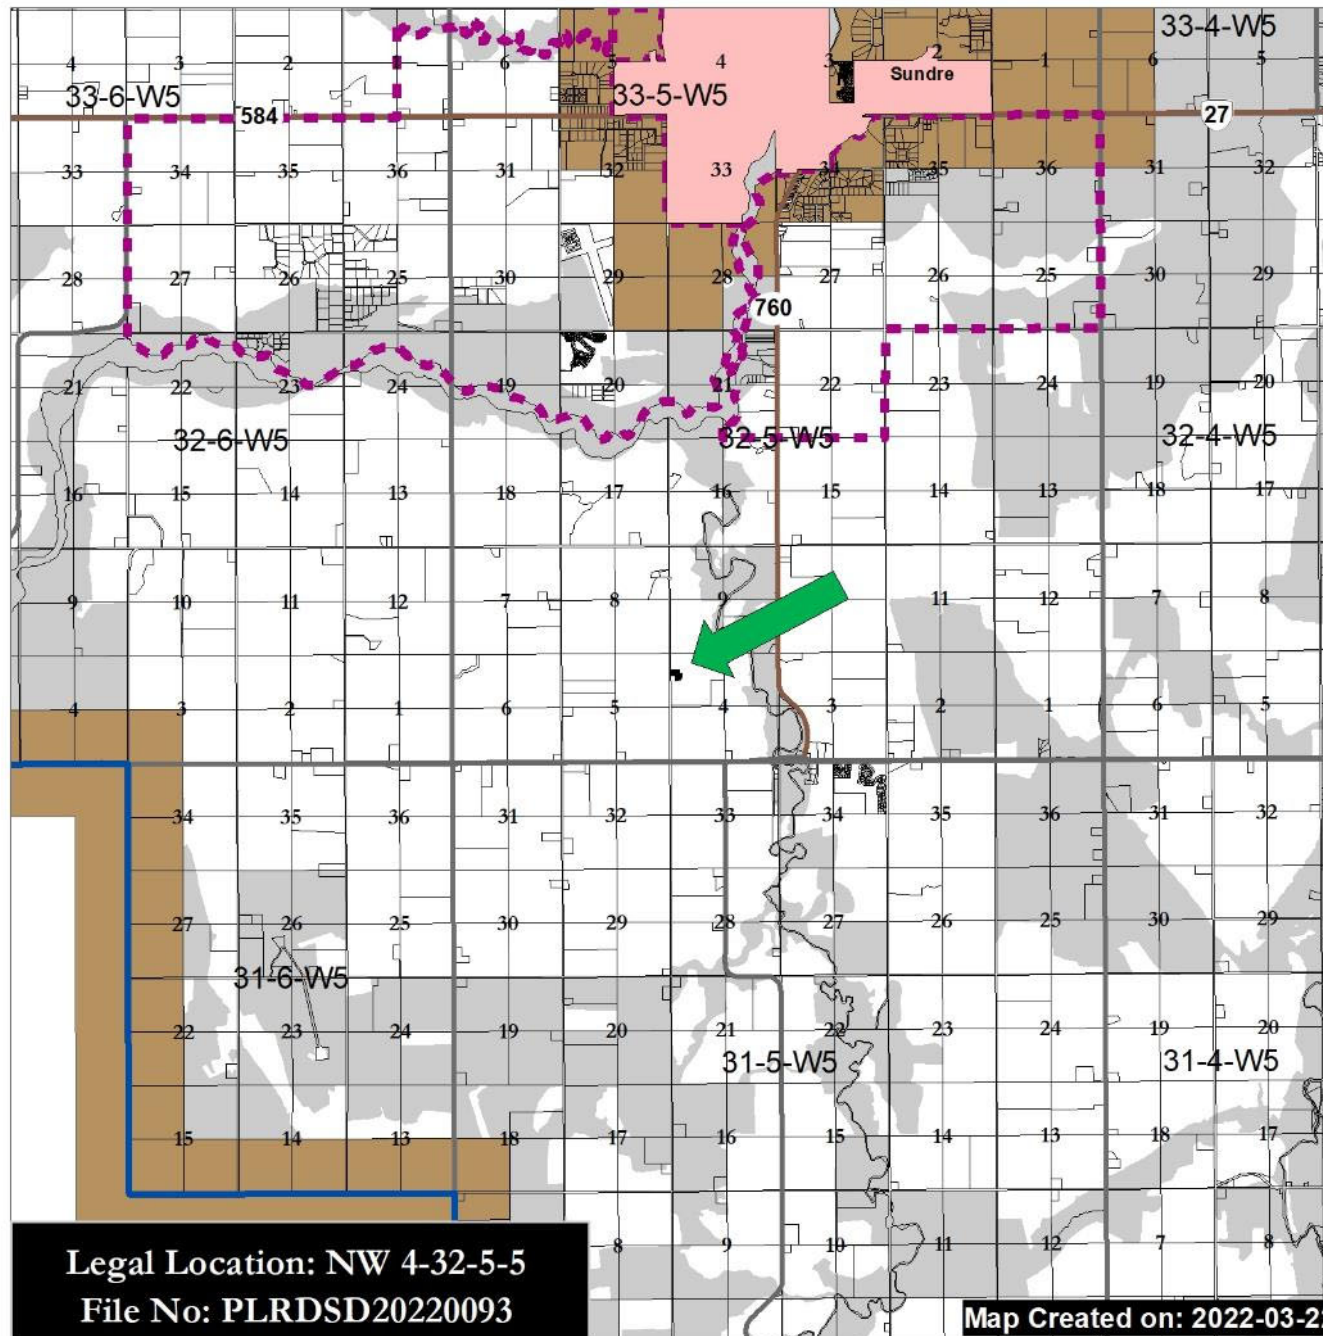 33-4-W5
4 3 2 1 6 5 4 3 2 1 6 5
Sundre
33-6-W5 33-5-W5
584 27
33 34 35 36 31 32 33 34 35 36 31 32
28 27 26 25 30 29 28 27 26 25 30 29
760
21 22 23 24 19 20 21 22 23 24 19 20
32-6-W5 32-5-W5 32-4-W5
16 15 14 13 18 17 16 15 14 13 18 17
9 10 11 12 7 8 9 11 12 7 8
4 3 2 1 6 5 4 3 2 1 6 5
34 35 36 31 32 33 34 35 36 31 32
27 26 25 30 29 28 27 26 25 30 29
31-6-W5
22 23 24 19 20 21 22 23 24 19 20
31-5-W5 31-4-W5
15 14 13 18 17 16 15 14 13 18 17
8 9 10 11 12 7 8
Legal Location: NW 4-32-5-5
File No: PLRDSD20220093
Map Created on: 2022-03-22